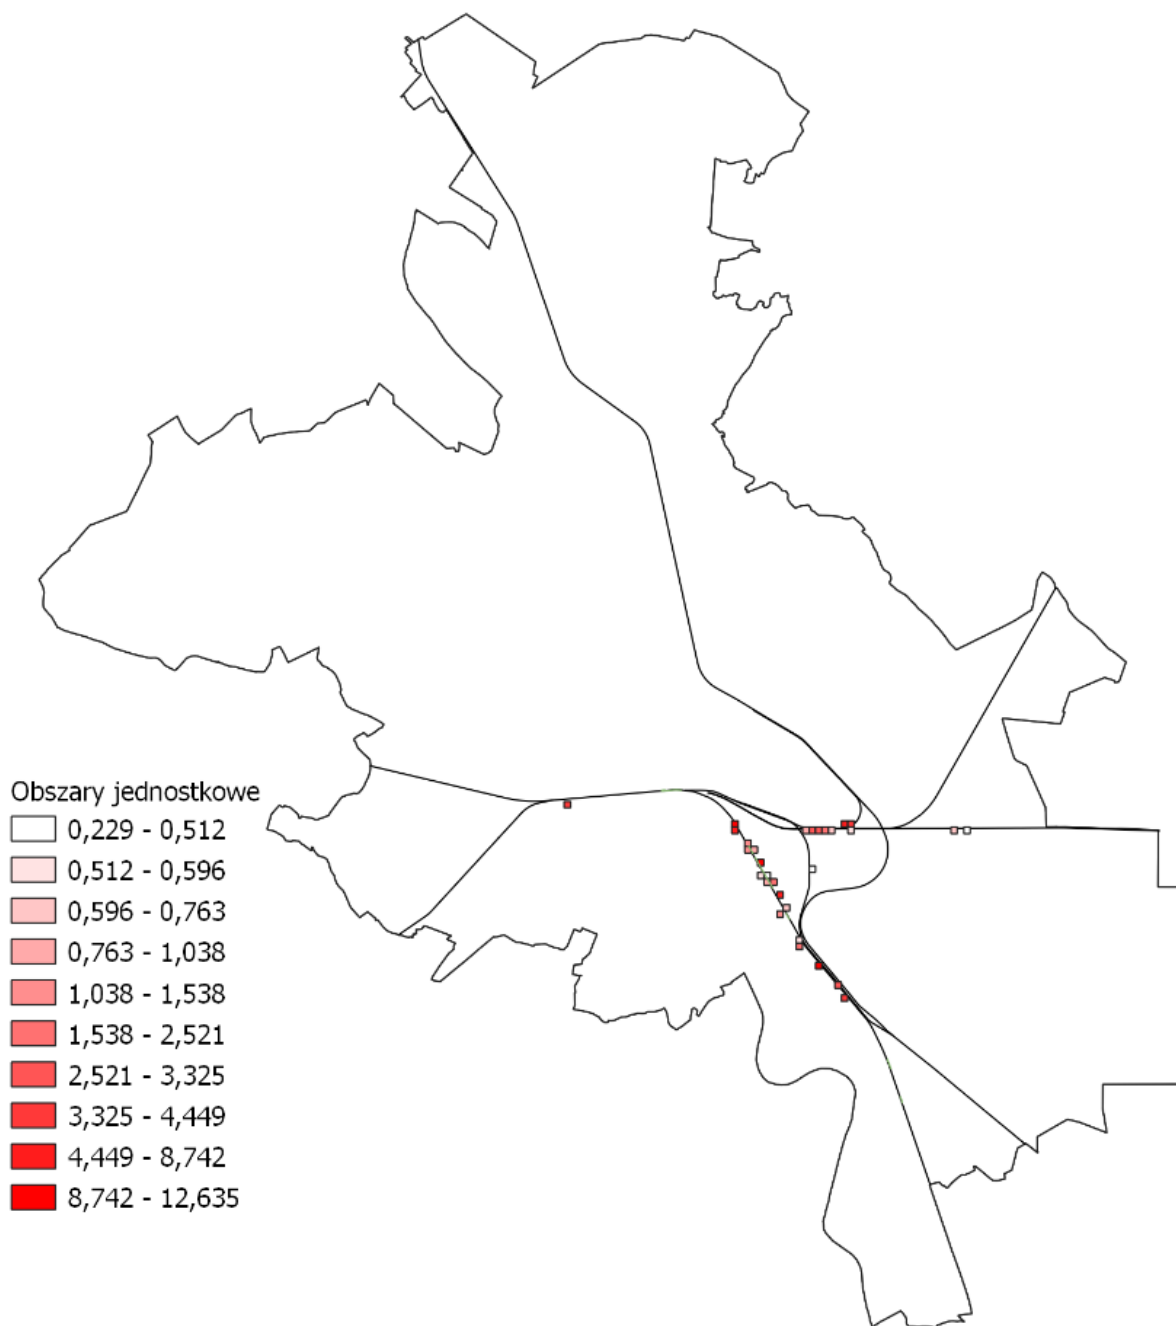 Obszary jednostkowe
0,229 - 0,512
0,512 - 0,596
0,596 - 0,763
0,763 - 1,038
1,038 - 1,538
1,538 - 2,521
2,521 - 3,325
3,325 - 4,449
4,449 - 8,742
8,742 - 12,635